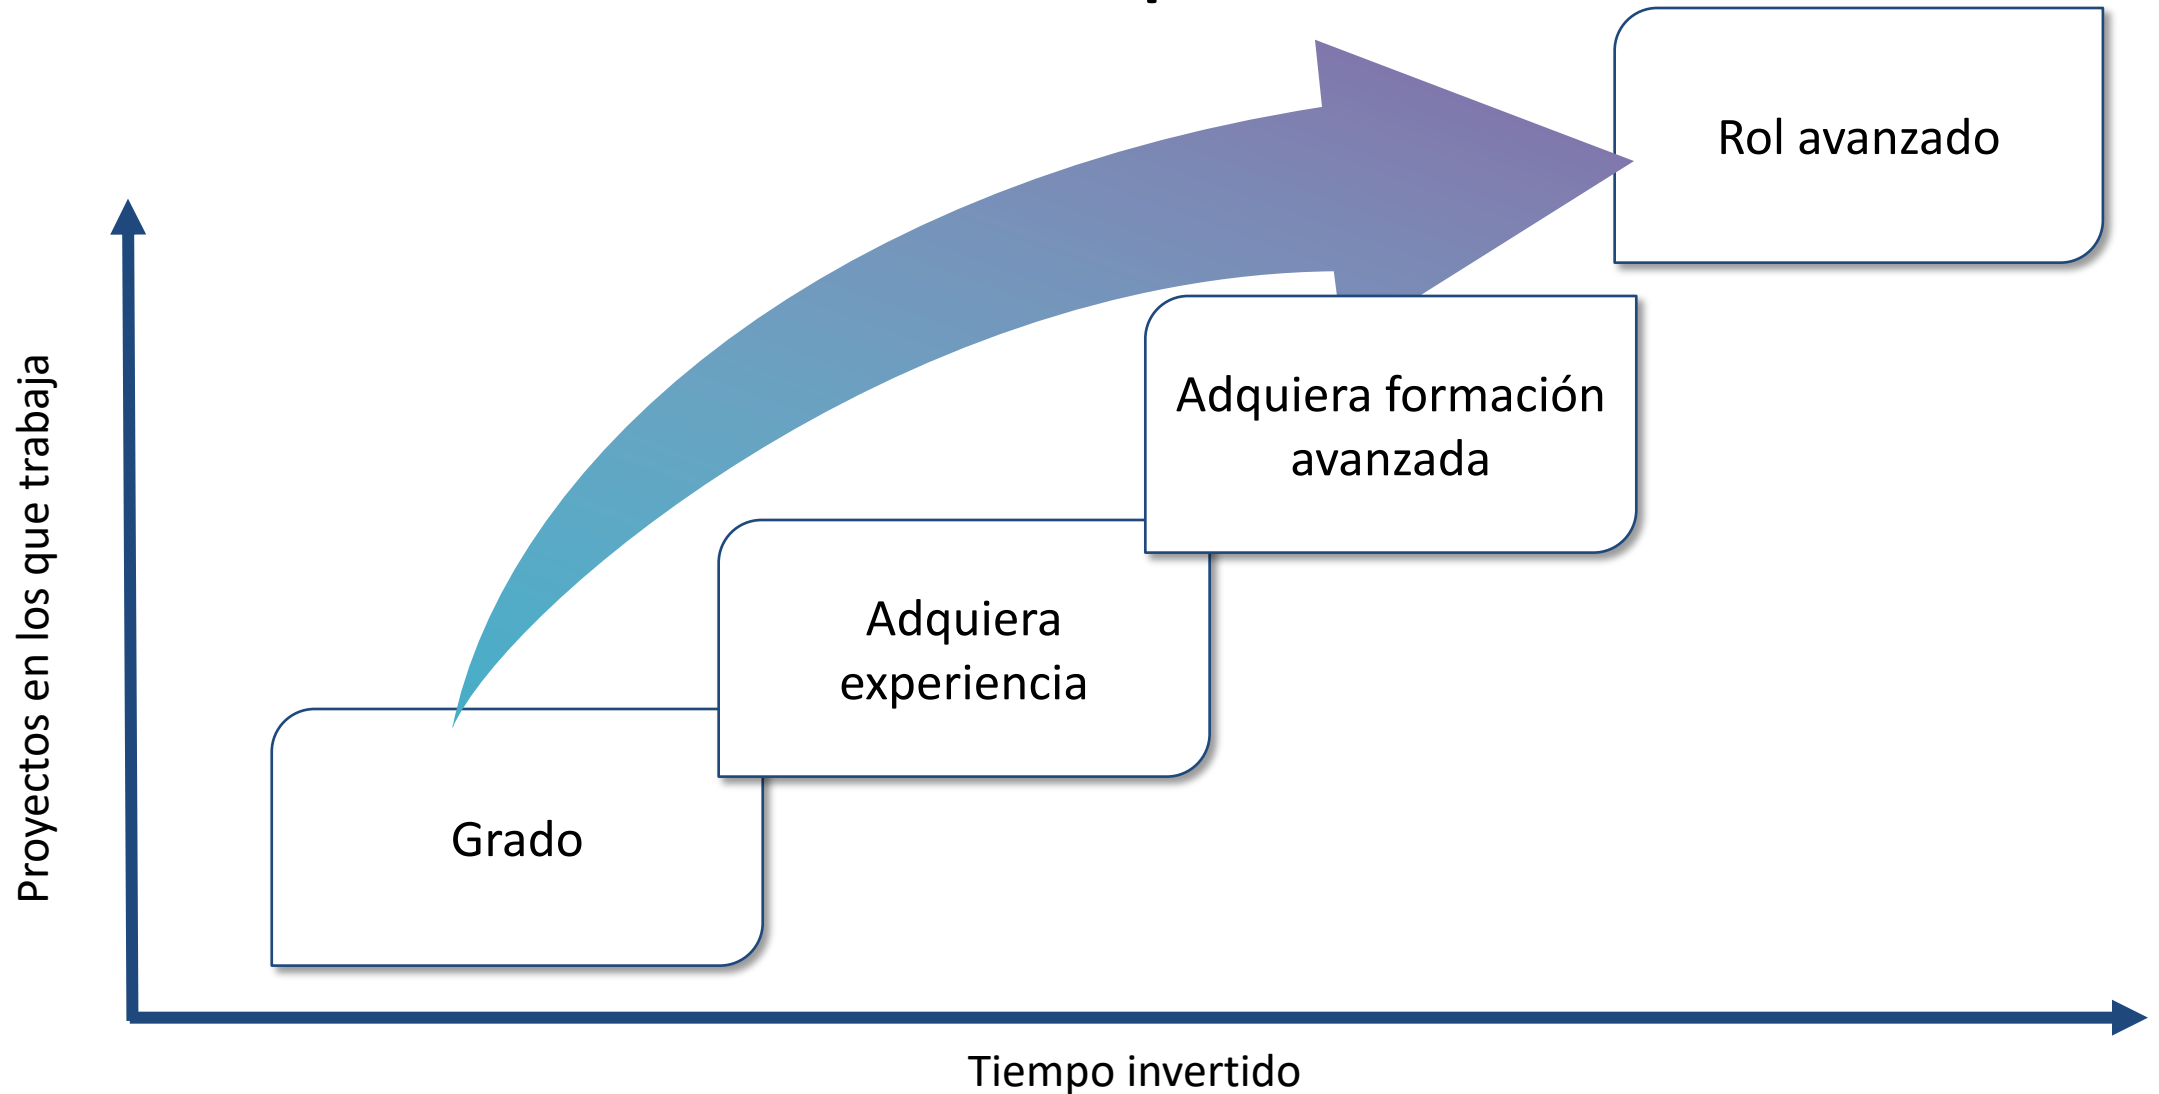 Rol avanzado
Adquiera formación
avanzada
Adquiera
experiencia
Grado
Proyectos en los que trabaja
Tiempo invertido